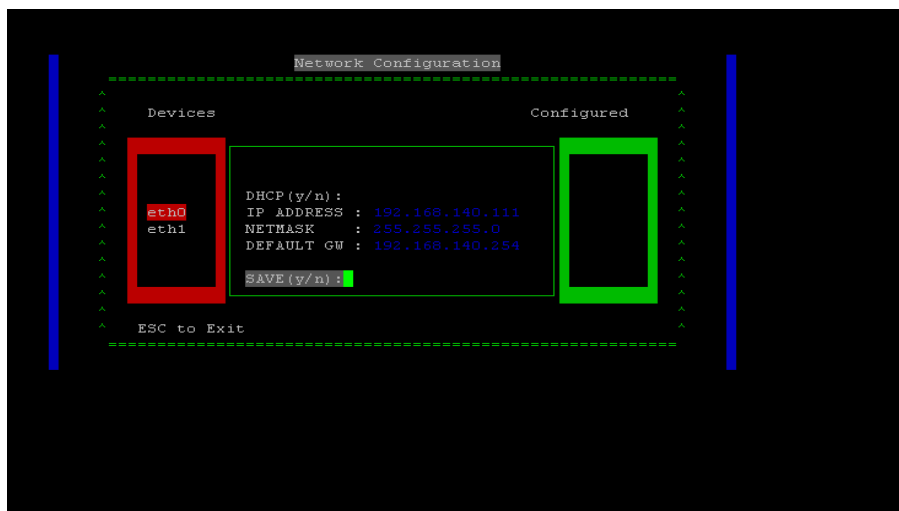 Network Configuration
==========================================================
Devices Configured
DHCP(y/n):
eth0 IP ADDRESS : 192.168.140.111
eth1 NETMASK : 255.255.255.0
DEFAULT GW : 192.168.140.254
SAVE(y/n):
ESC to Exit
==========================================================